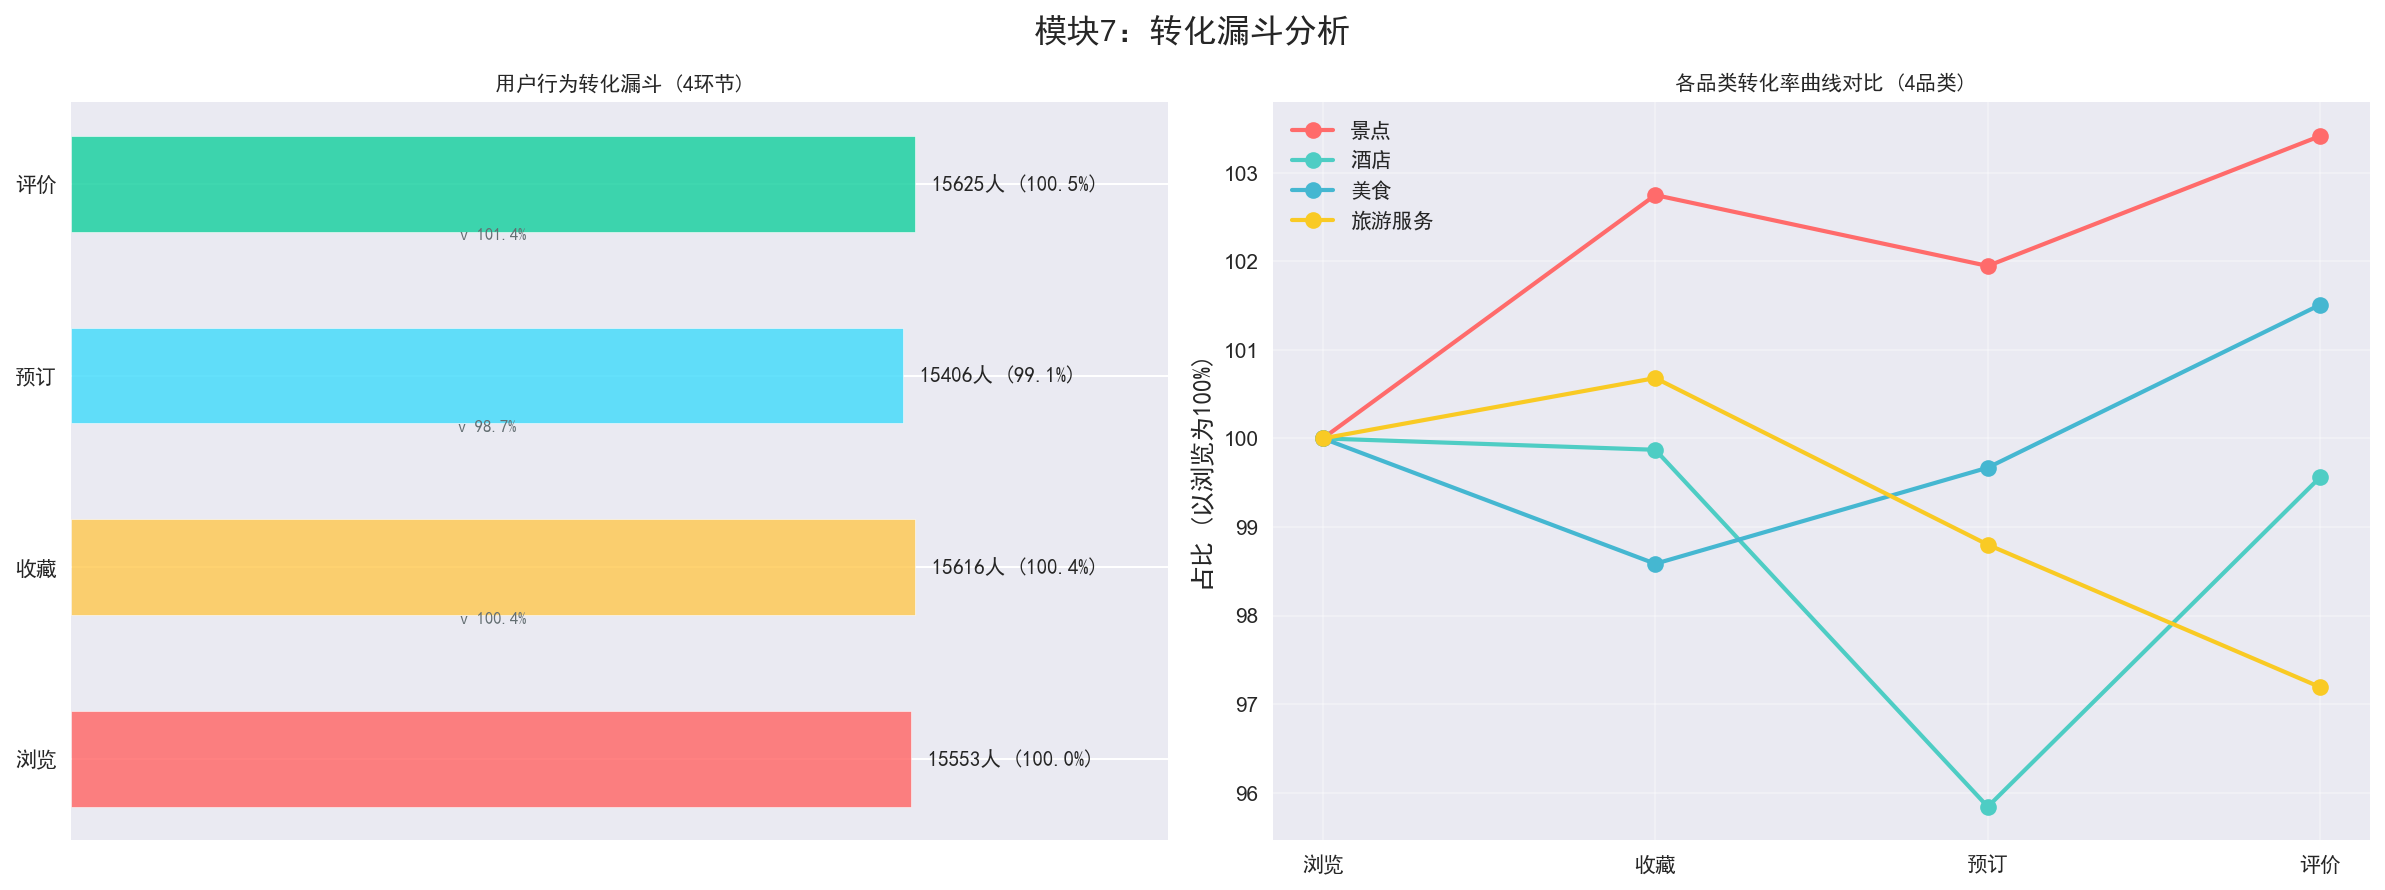 模块7：转化漏斗分析
用户行为转化漏斗（4环节）
评价
15625人 (100.5%)
v 101.4%
预订
15406人 (99.1%)
v 98.7%
收藏
15616人 (100.4%)
v 100.4%
浏览
15553人 (100.0%)
各品类转化率曲线对比（4品类）
景点
酒店
美食
旅游服务
占比（以浏览为100%）
103
102
101
100
99
98
97
96
浏览
收藏
预订
评价